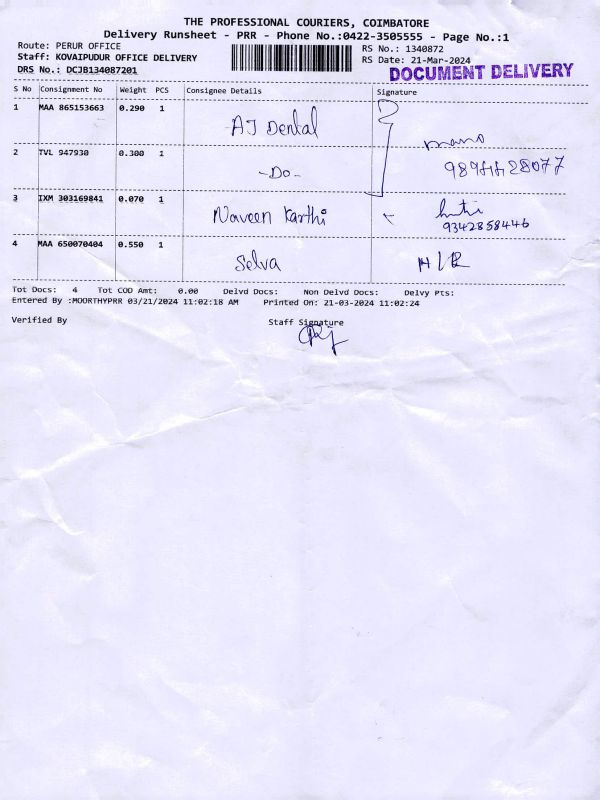 THE PROFESSIONAL COURIERS, COIMBATORE
Delivery Runsheet - PRR - Phone No.:0422-3505555 - Page No.:1
Route: PERUR OFFICE
RS No.: 1340872
Staff: KOVAIPUDUR OFFICE DELIVERY
RS Date: 21-Mar-2024
DRS No.: DCJB134087201
DOCUMENT DELIVERY
S No Consignment No Weight PCS Consignee Details Signature
1 MAA 865153663 0.290 1 AJ Dental
2 TVL 947930 0.300 1 -Do-
3 IXM 303169841 0.070 1 Naveen Karthi 9342858446
4 MAA 650070404 0.550 1 Selva H/R
Tot Docs: 4 Tot COD Amt: 0.00 Delvd Docs: Non Delvd Docs: Delvy Pts:
Entered By :MOORTHYPRR 03/21/2024 11:02:18 AM Printed On: 21-03-2024 11:02:24
Verified By Staff Signature